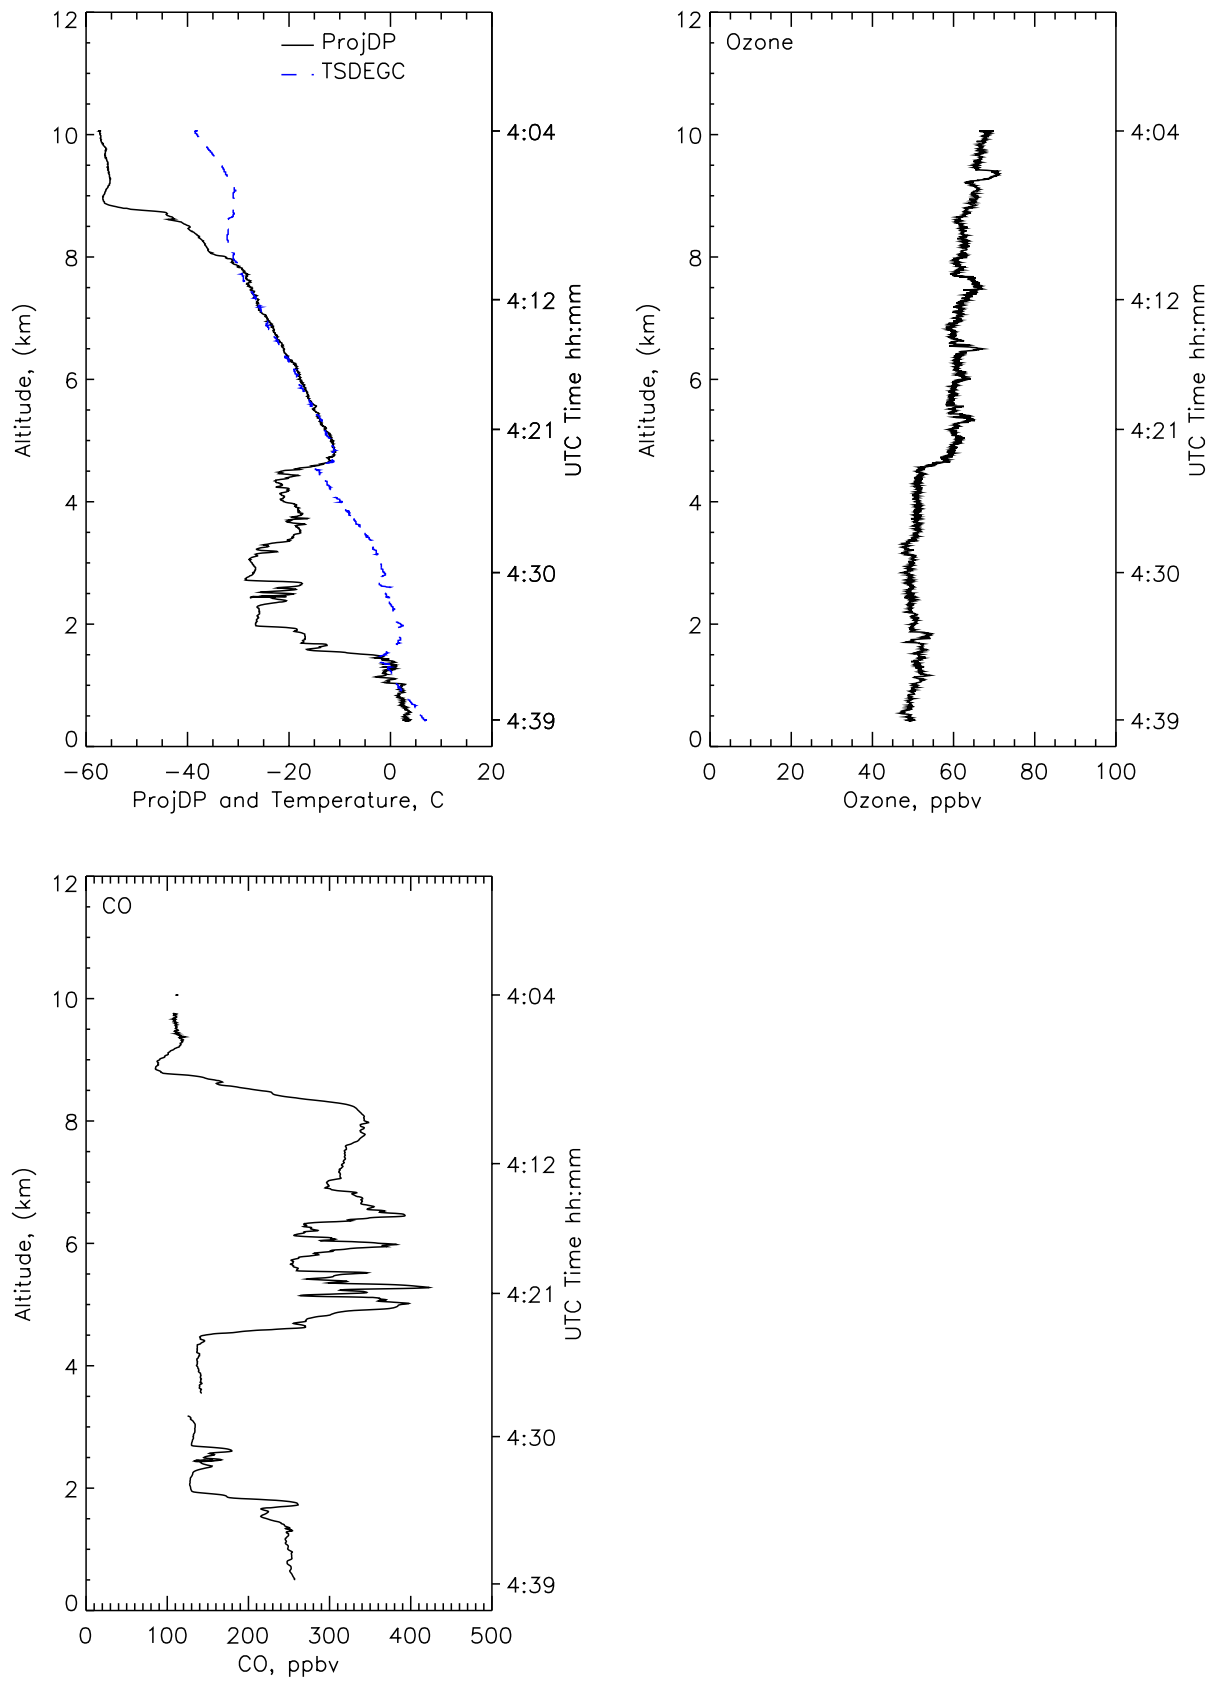 ProjDP
TSDEGC
12
10
8
6
4
2
0
Altitude, (km)
4:04
4:12
4:21
4:30
4:39
UTC Time hh:mm
−60 −40 −20 0 20
ProjDP and Temperature, C
Ozone
12
10
8
6
4
2
0
Altitude, (km)
4:04
4:12
4:21
4:30
4:39
UTC Time hh:mm
0 20 40 60 80 100
Ozone, ppbv
CO
12
10
8
6
4
2
0
Altitude, (km)
4:04
4:12
4:21
4:30
4:39
UTC Time hh:mm
0 100 200 300 400 500
CO, ppbv